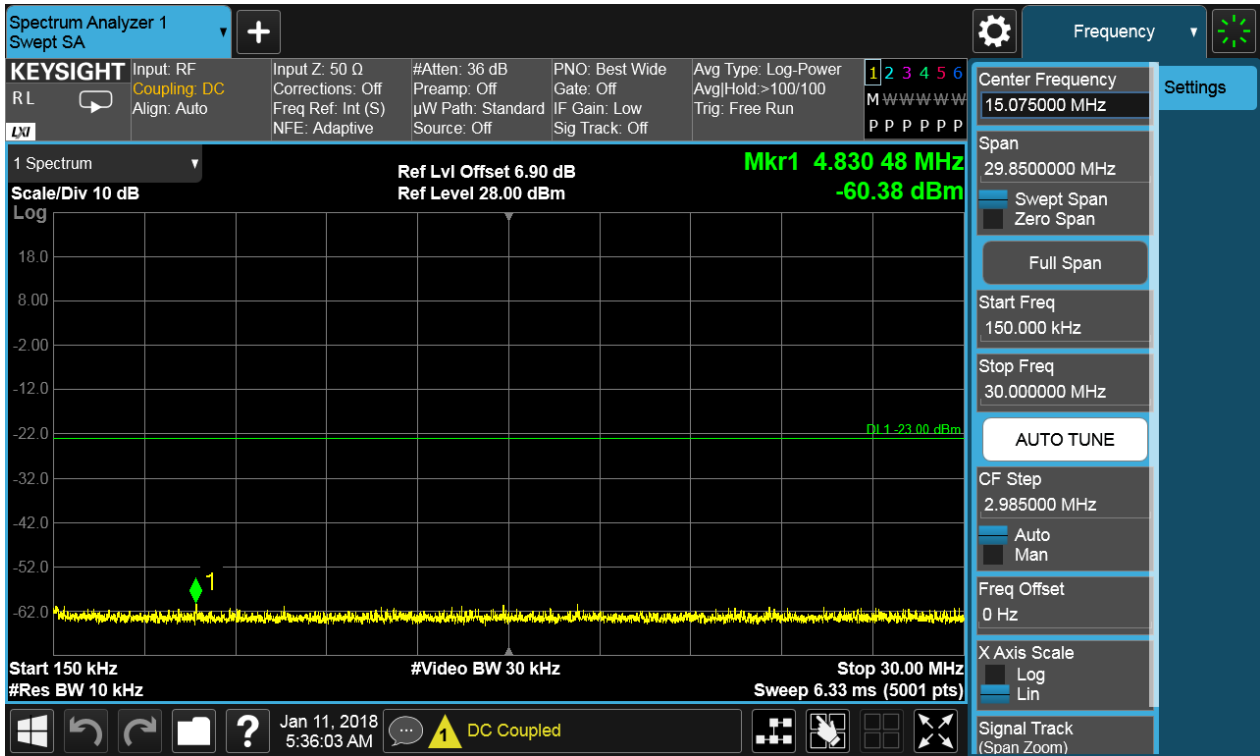 Spectrum Analyzer 1
Swept SA
+
Frequency
KEYSIGHT
RL
LXI
Input: RF
Coupling: DC
Align: Auto
Input Z: 50 Ω
Corrections: Off
Freq Ref: Int (S)
NFE: Adaptive
#Atten: 36 dB
Preamp: Off
µW Path: Standard
Source: Off
PNO: Best Wide
Gate: Off
IF Gain: Low
Sig Track: Off
Avg Type: Log-Power
Avg|Hold:>100/100
Trig: Free Run
1 2 3 4 5 6
M W W W W W
P P P P P P
1 Spectrum
Scale/Div 10 dB
Log
Ref Lvl Offset 6.90 dB
Ref Level 28.00 dBm
Mkr1 4.830 48 MHz
-60.38 dBm
18.0
8.00
-2.00
-12.0
-22.0
DL1 -23.00 dBm
-32.0
-42.0
-52.0
1
-62.0
Start 150 kHz
#Res BW 10 kHz
#Video BW 30 kHz
Stop 30.00 MHz
Sweep 6.33 ms (5001 pts)
Center Frequency
15.075000 MHz
Span
29.8500000 MHz
Swept Span
Zero Span
Full Span
Start Freq
150.000 kHz
Stop Freq
30.000000 MHz
AUTO TUNE
CF Step
2.985000 MHz
Auto
Man
Freq Offset
0 Hz
X Axis Scale
Log
Lin
Signal Track
(Span Zoom)
Settings
?
Jan 11, 2018
5:36:03 AM
1
DC Coupled